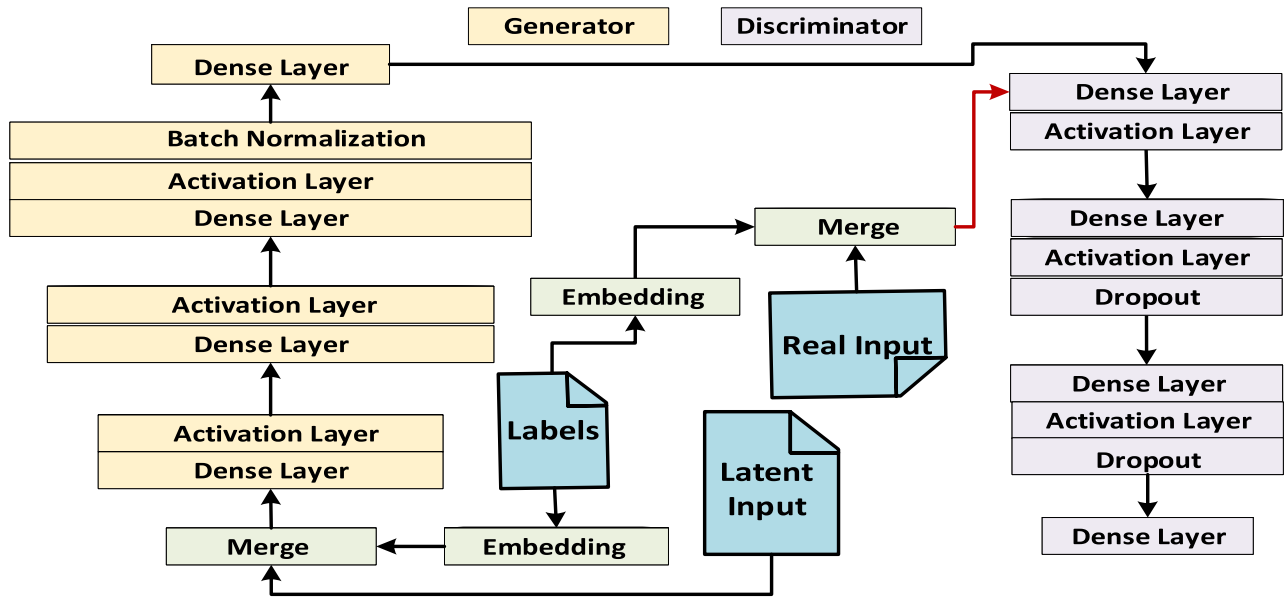 Generator
Discriminator
Dense Layer
Batch Normalization
Activation Layer
Dense Layer
Activation Layer
Dense Layer
Activation Layer
Dense Layer
Merge
Embedding
Labels
Embedding
Merge
Real Input
Latent
Input
Dense Layer
Activation Layer
Dense Layer
Activation Layer
Dropout
Dense Layer
Activation Layer
Dropout
Dense Layer